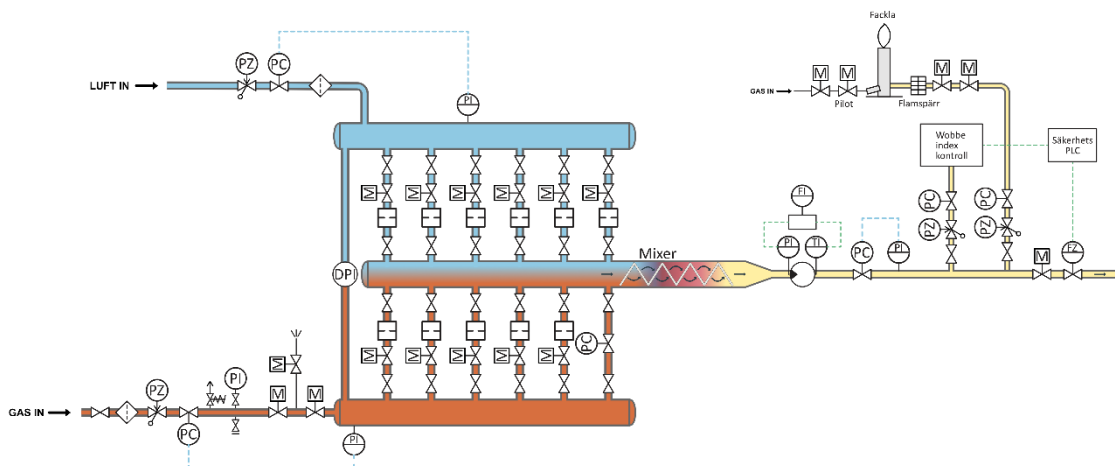 Fackla
PZ
PC
LUFT IN
M
M
M
M
GAS IN
Pilot
Flamspärr
PI
Wobbe
index
kontroll
Säkerhets
PLC
M
M
M
M
M
M
FI
PC
PC
PZ
PZ
Mixer
DPI
PI
TI
PC
PI
M
FZ
M
M
M
M
M
PC
M
PZ
PI
M
M
GAS IN
PC
PI